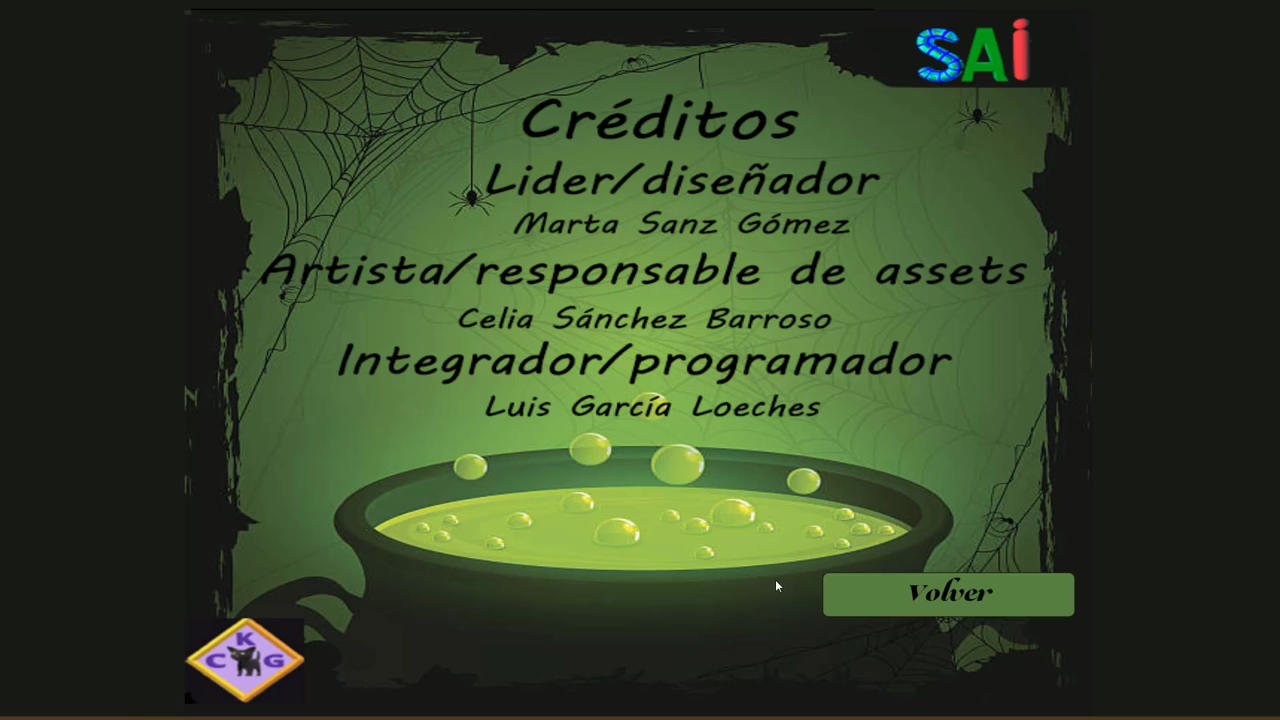 SAI
Créditos
Lider/diseñador
Marta Sanz Gómez
Artista/responsable de assets
Celia Sánchez Barroso
Integrador/programador
Luis García Loeches
Volver
K
C G